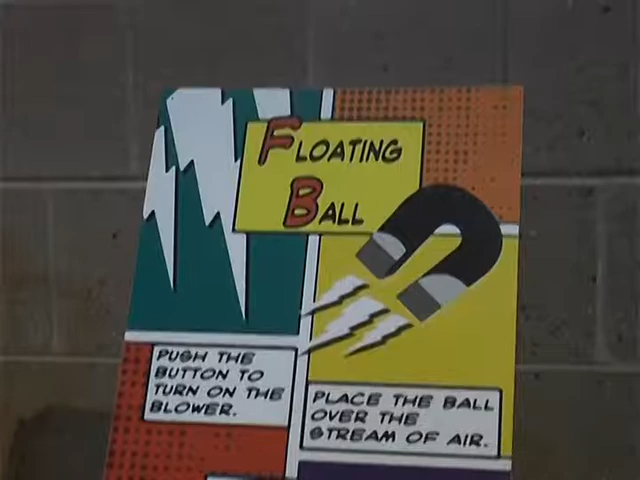 FLOATING
BALL
PUSH THE
BUTTON TO
TURN ON THE
BLOWER.
PLACE THE BALL
OVER THE
STREAM OF AIR.